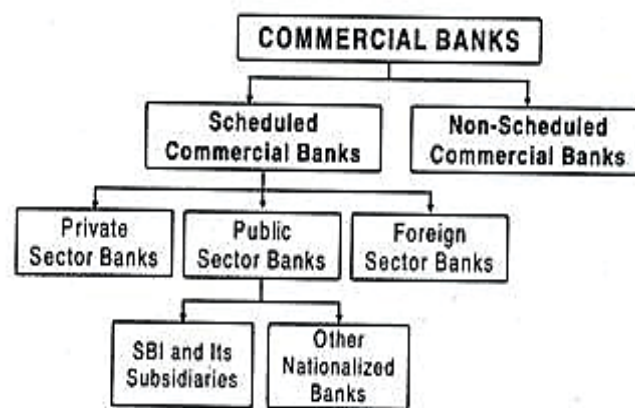 COMMERCIAL BANKS
Scheduled
Commercial Banks
Non-Scheduled
Commercial Banks
Private
Sector Banks
Public
Sector Banks
Foreign
Sector Banks
SBI and Its
Subsidiaries
Other
Nationalized
Banks